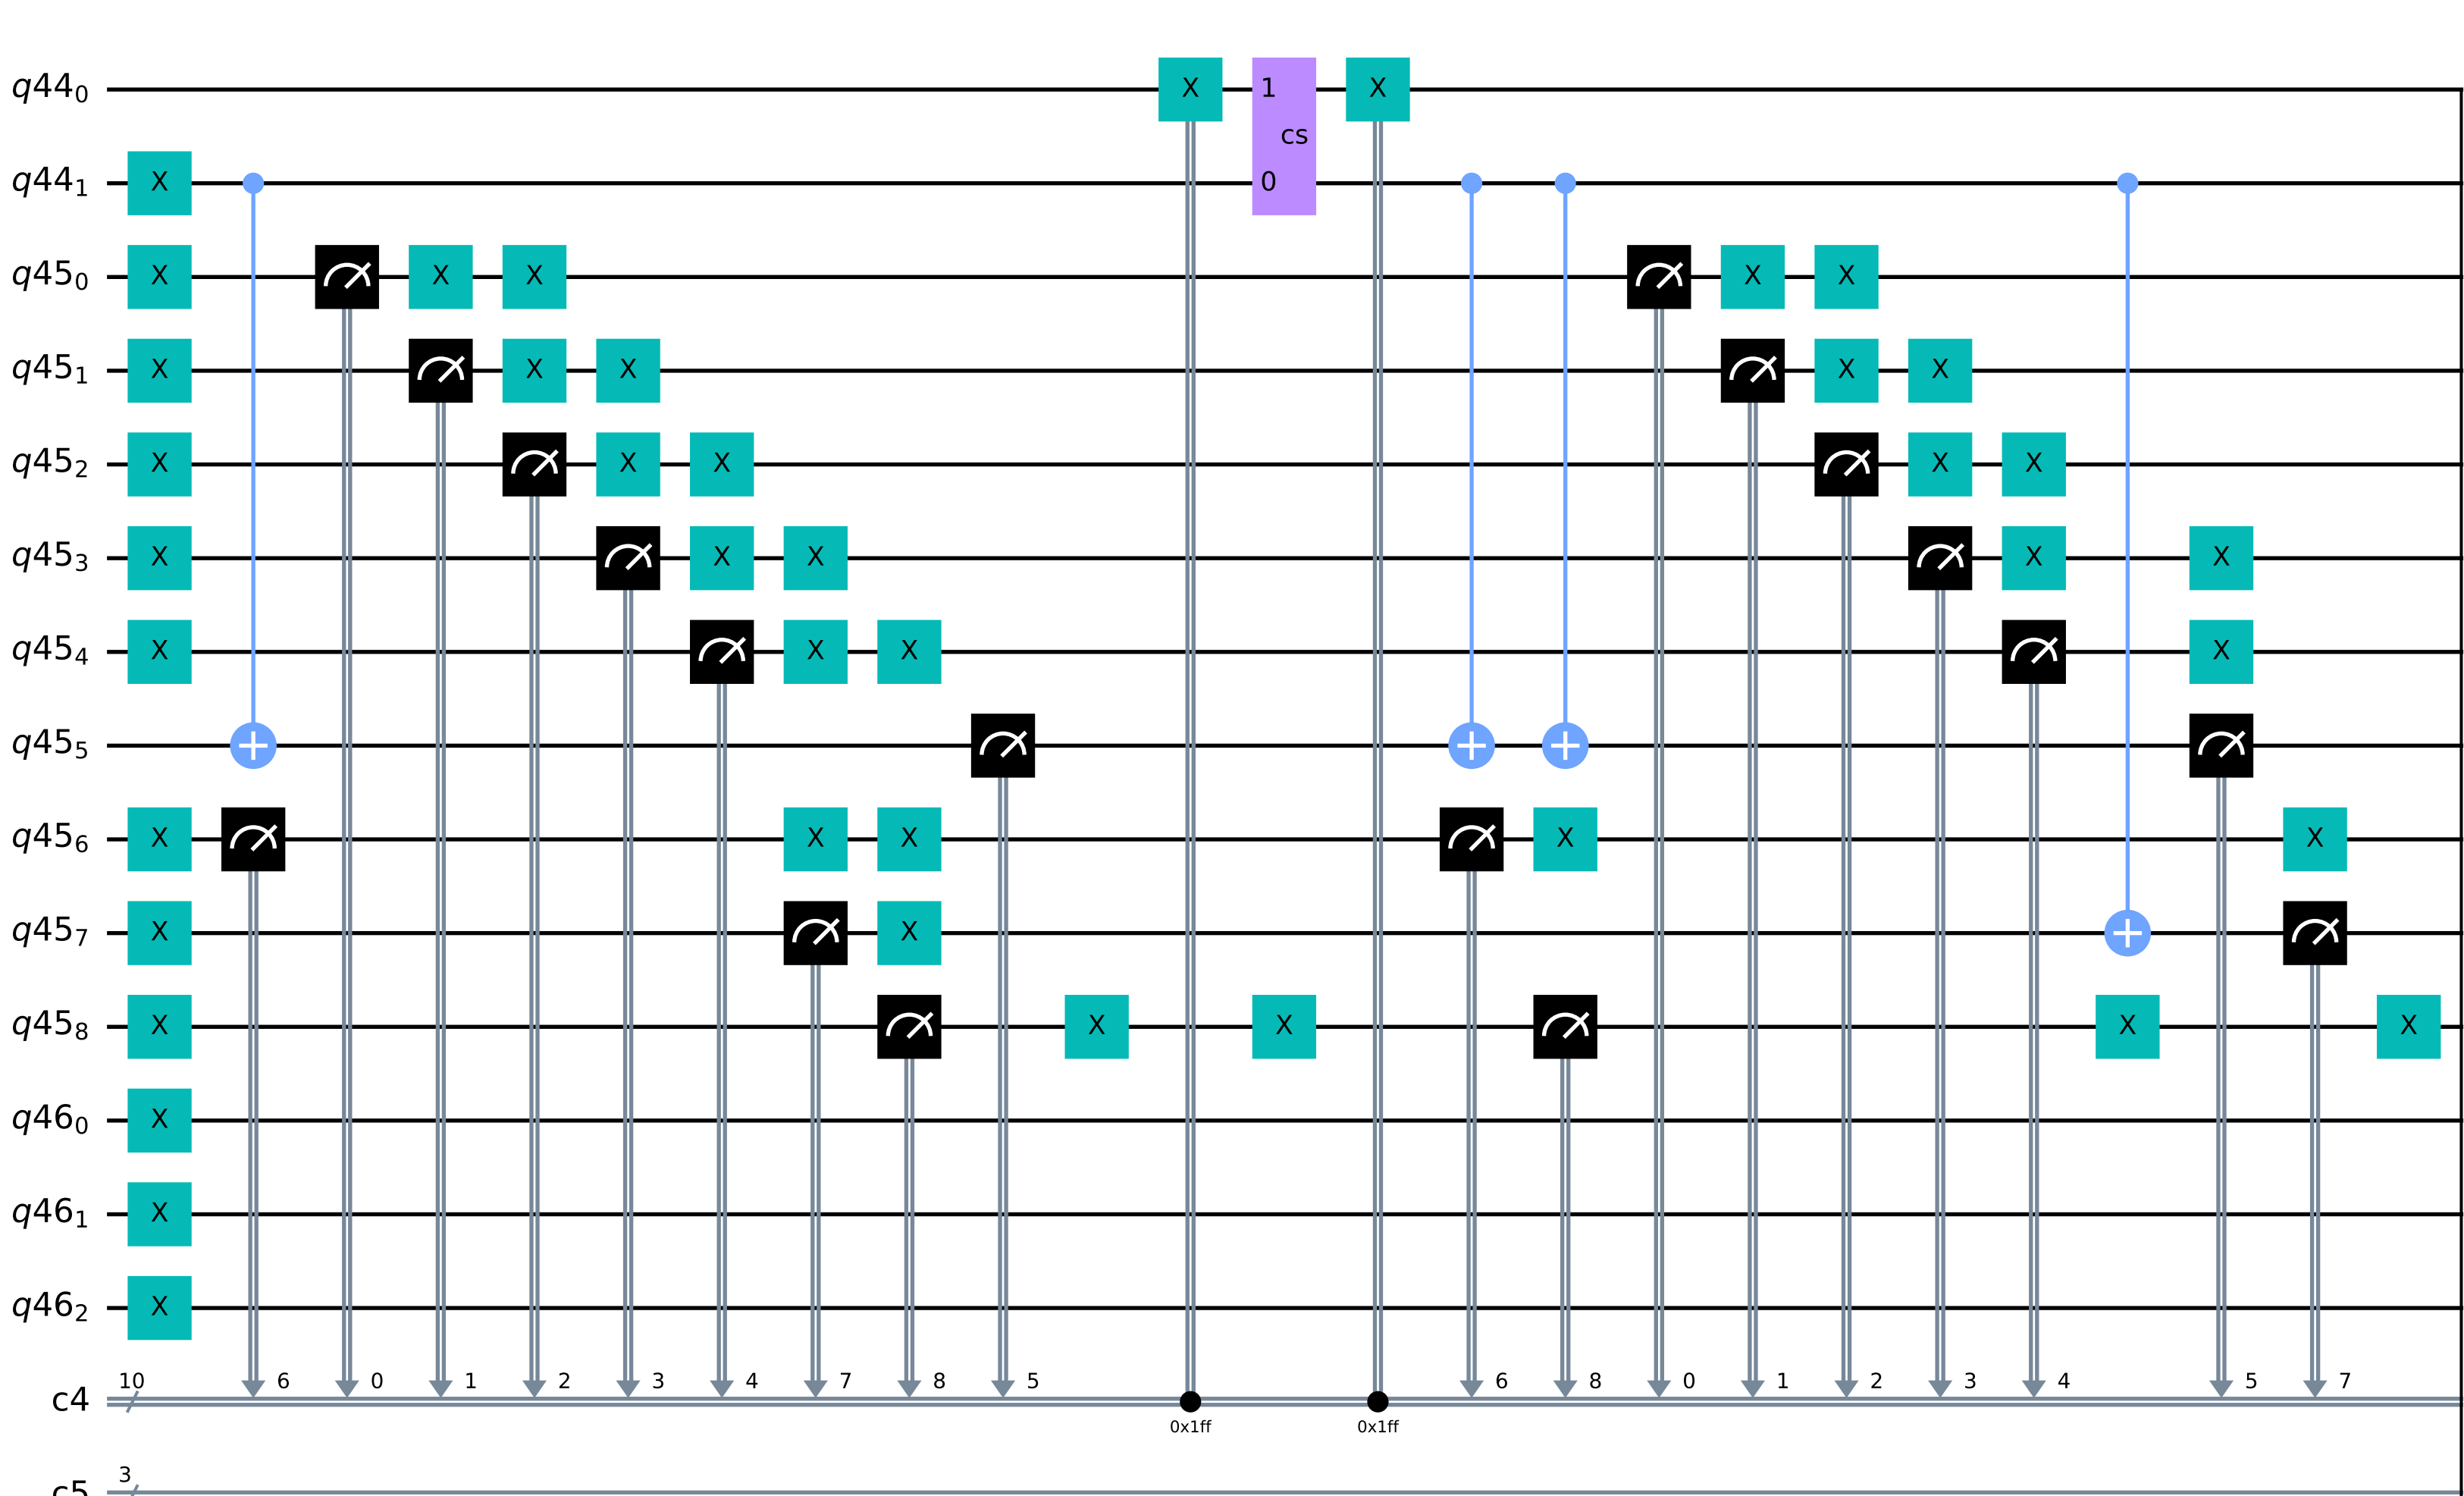 q44₀ X 1 X
cs
q44₁ X 0
q45₀ X X X X X
q45₁ X X X X X
q45₂ X X X X X
q45₃ X X X X X
q45₄ X X X X
q45₅
q45₆ X X X X X
q45₇ X X
q45₈ X X X X X
q46₀ X
q46₁ X
q46₂ X
10 6 0 1 2 3 4 7 8 5 6 8 0 1 2 3 4 5 7
c4
0x1ff 0x1ff
3
c5